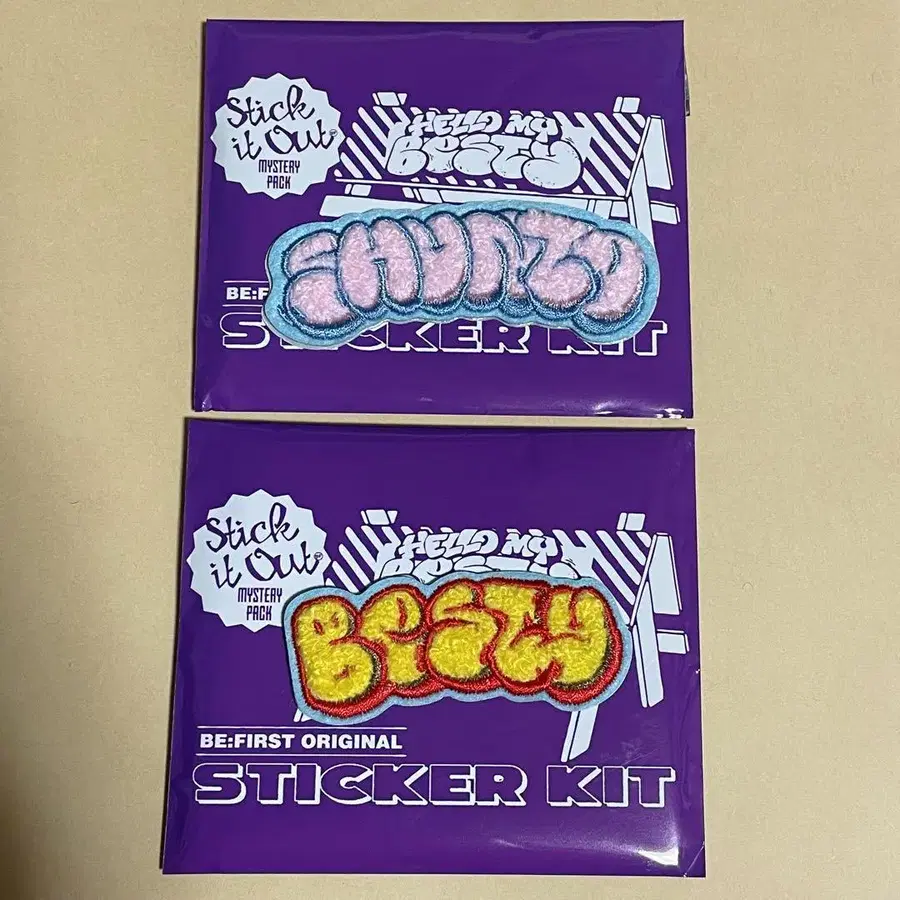 Stick
it Out
MYSTERY
PACK
HELLO MY
BESTY
SHUNTO
BE:F
STICKER KIT
Stick
it Out
MYSTERY
PACK
HELLO MY
BESTY
BESTY
BE:FIRST ORIGINAL
STICKER KIT